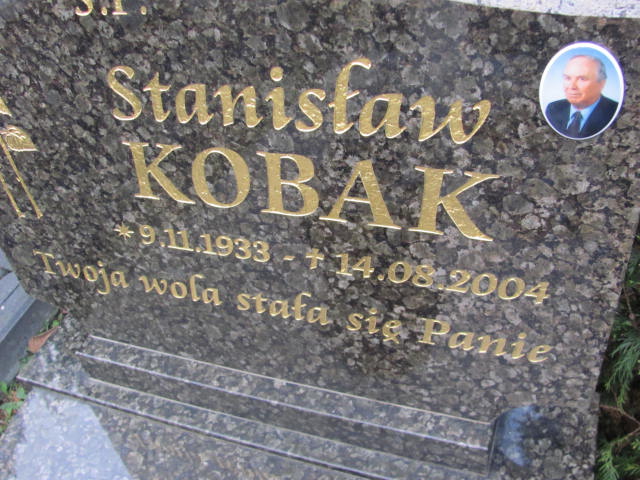 Ś.P.
Stanisław
KOBAK
* 9.11.1933 - † 14.08.2004
Twoja wola stała się Panie